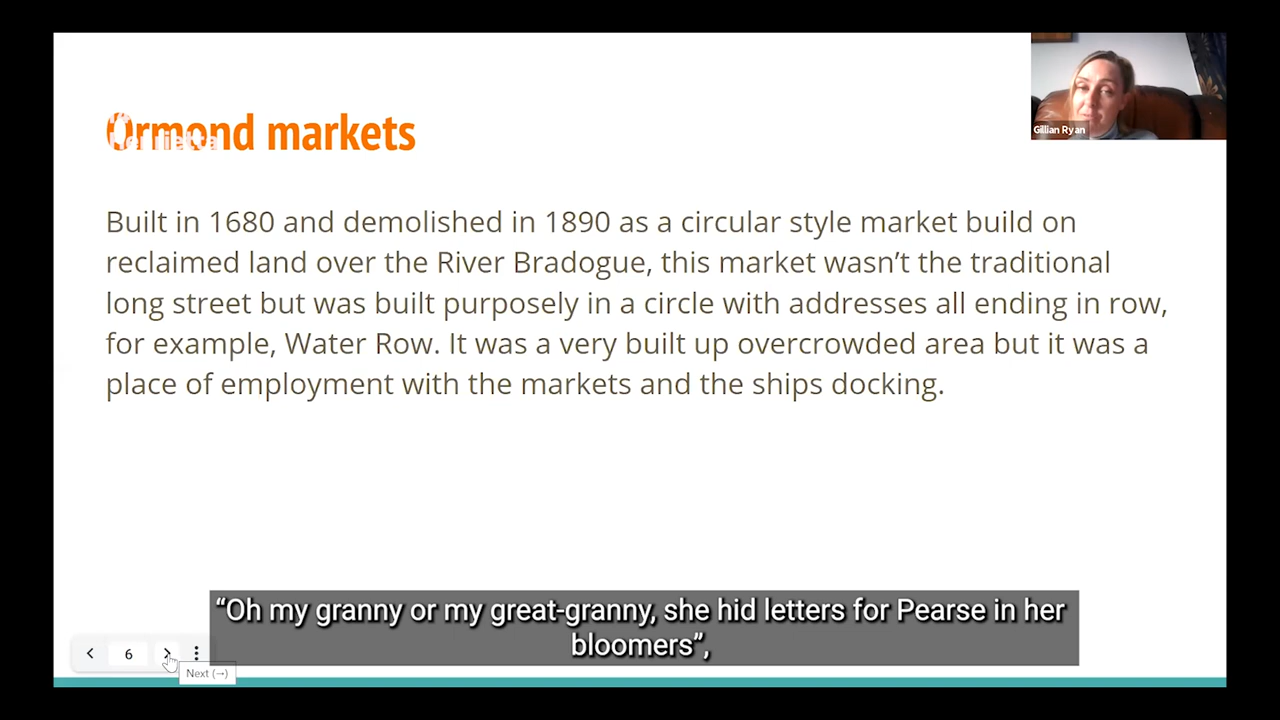 Ormond markets
Henrietta
Gillian Ryan
Built in 1680 and demolished in 1890 as a circular style market build on
reclaimed land over the River Bradogue, this market wasn’t the traditional
long street but was built purposely in a circle with addresses all ending in row,
for example, Water Row. It was a very built up overcrowded area but it was a
place of employment with the markets and the ships docking.
“Oh my granny or my great-granny, she hid letters for Pearse in her
bloomers”,
6
Next (→)